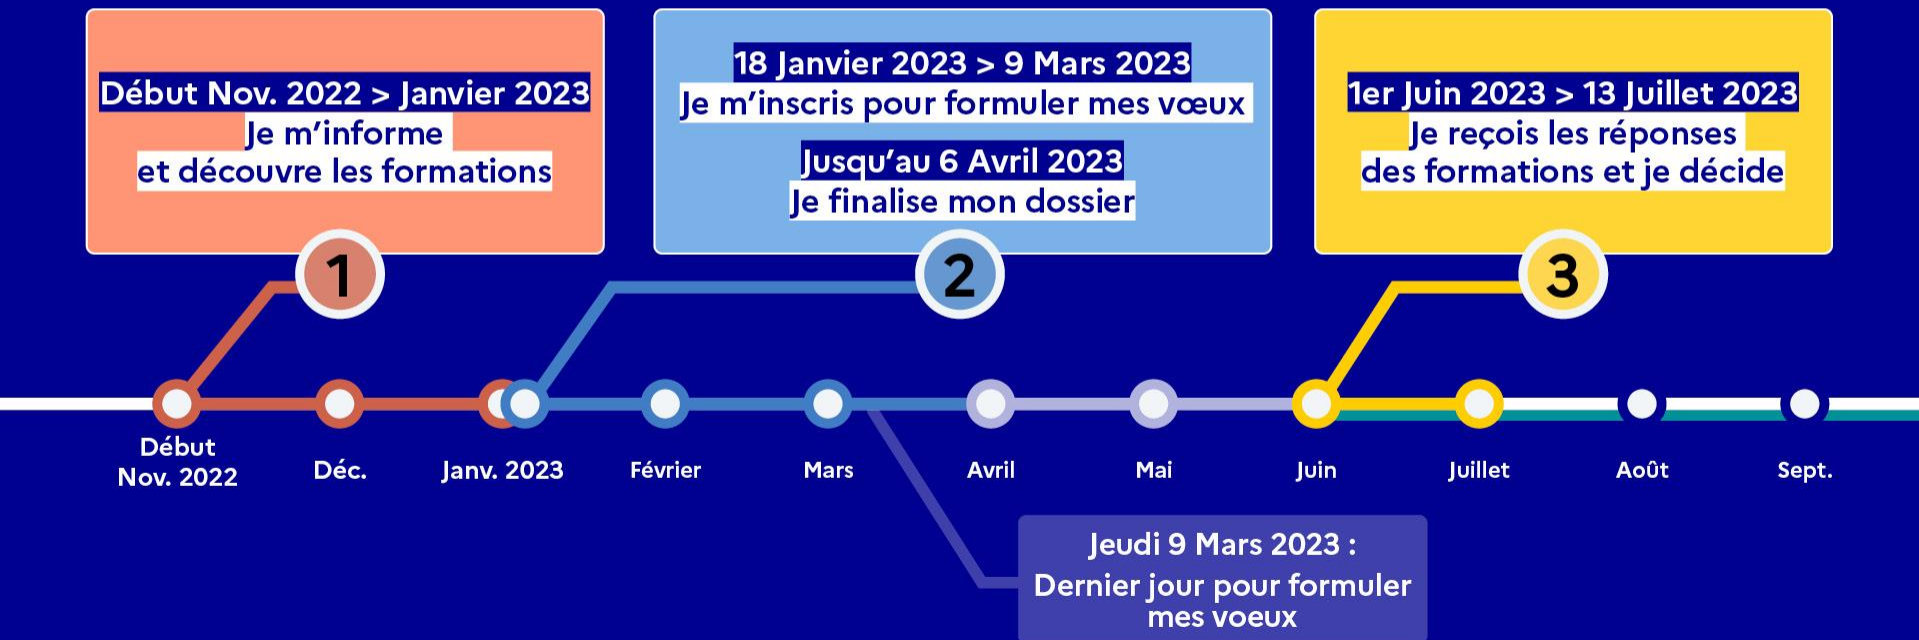 Début Nov. 2022 > Janvier 2023
Je m’informe
et découvre les formations
1
18 Janvier 2023 > 9 Mars 2023
Je m’inscris pour formuler mes vœux
Jusqu’au 6 Avril 2023
Je finalise mon dossier
2
1er Juin 2023 > 13 Juillet 2023
Je reçois les réponses
des formations et je décide
3
Début
Nov. 2022
Déc.
Janv. 2023
Février
Mars
Avril
Mai
Juin
Juillet
Août
Sept.
Jeudi 9 Mars 2023 :
Dernier jour pour formuler
mes voeux